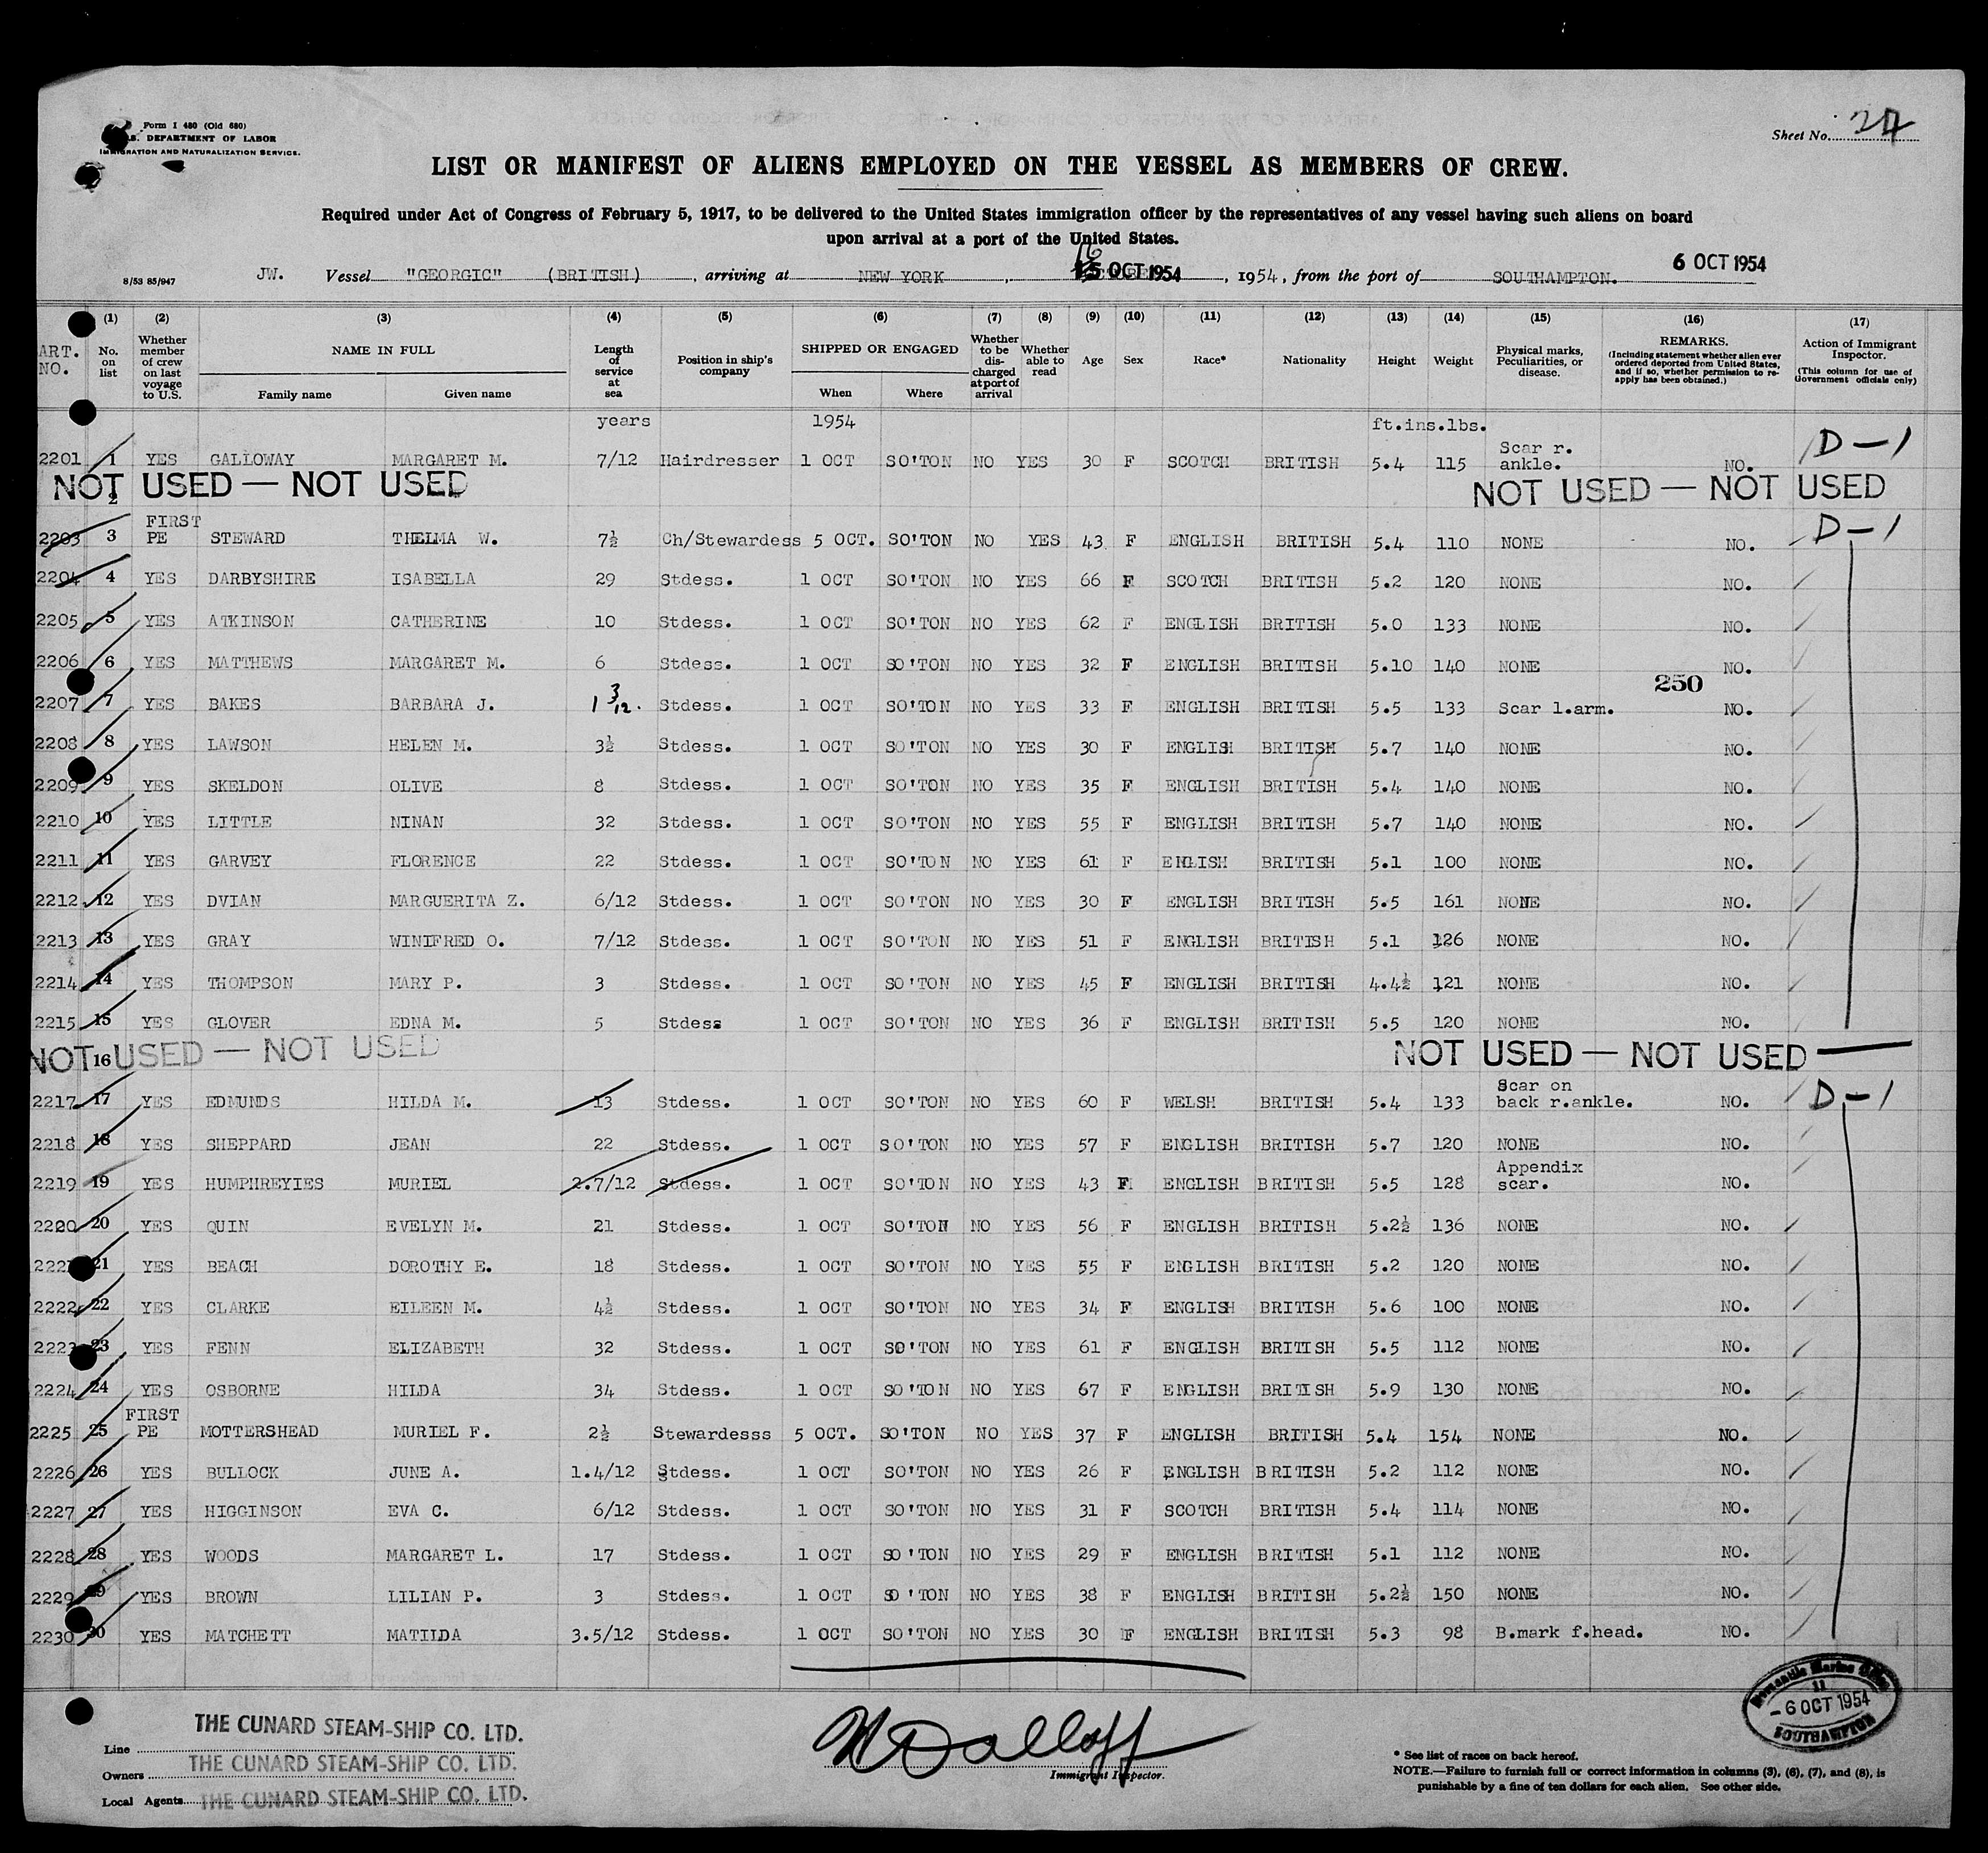 Form I 480 (Old 680)
U.S. DEPARTMENT OF LABOR
IMMIGRATION AND NATURALIZATION SERVICE.
Sheet No. 24
LIST OR MANIFEST OF ALIENS EMPLOYED ON THE VESSEL AS MEMBERS OF CREW.
Required under Act of Congress of February 5, 1917, to be delivered to the United States immigration officer by the representatives of any vessel having such aliens on board
upon arrival at a port of the United States.
8/53 85/947 JW. Vessel "GEORGIC" (BRITISH), arriving at NEW YORK, 16 OCT 1954, 1954, from the port of SOUTHAMPTON. 6 OCT 1954
ART. NO. (1) No. on list (2) Whether member of crew on last voyage to U.S. (3) NAME IN FULL Family name Given name (4) Length of service at sea (5) Position in ship's company (6) SHIPPED OR ENGAGED When Where (7) Whether to be discharged at port of arrival (8) Whether able to read (9) Age (10) Sex (11) Race* (12) Nationality (13) Height (14) Weight (15) Physical marks, Peculiarities, or disease. (16) REMARKS. (Including statement whether alien ever ordered deported from United States, and if so, whether permission to re-apply has been obtained.) (17) Action of Immigrant Inspector. (This column for use of Government officials only)
years 1954 ft.ins.lbs.
2201 1 YES GALLOWAY MARGARET M. 7/12 Hairdresser 1 OCT SO'TON NO YES 30 F SCOTCH BRITISH 5.4 115 Scar r. ankle. NO. D-1
NOT USED — NOT USED 2 NOT USED — NOT USED
2203 3 FIRST PE STEWARD THELMA W. 7½ Ch/Stewardess 5 OCT. SO'TON NO YES 43 F ENGLISH BRITISH 5.4 110 NONE NO. D-1
2204 4 YES DARBYSHIRE ISABELLA 29 Stdess. 1 OCT SO'TON NO YES 66 F SCOTCH BRITISH 5.2 120 NONE NO.
2205 5 YES ATKINSON CATHERINE 10 Stdess. 1 OCT SO'TON NO YES 62 F ENGLISH BRITISH 5.0 133 NONE NO.
2206 6 YES MATTHEWS MARGARET M. 6 Stdess. 1 OCT SO'TON NO YES 32 F ENGLISH BRITISH 5.10 140 NONE NO.
250
2207 7 YES BAKES BARBARA J. 1 3/12. Stdess. 1 OCT SO'TON NO YES 33 F ENGLISH BRITISH 5.5 133 Scar l.arm. NO.
2208 8 YES LAWSON HELEN M. 3½ Stdess. 1 OCT SO'TON NO YES 30 F ENGLISH BRITISH 5.7 140 NONE NO.
2209 9 YES SKELDON OLIVE 8 Stdess. 1 OCT SO'TON NO YES 35 F ENGLISH BRITISH 5.4 140 NONE NO.
2210 10 YES LITTLE NINAN 32 Stdess. 1 OCT SO'TON NO YES 55 F ENGLISH BRITISH 5.7 140 NONE NO.
2211 11 YES GARVEY FLORENCE 22 Stdess. 1 OCT SO'TON NO YES 61 F ENGLISH BRITISH 5.1 100 NONE NO.
2212 12 YES DVIAN MARGUERITA Z. 6/12 Stdess. 1 OCT SO'TON NO YES 30 F ENGLISH BRITISH 5.5 161 NONE NO.
2213 13 YES GRAY WINIFRED O. 7/12 Stdess. 1 OCT SO'TON NO YES 51 F ENGLISH BRITISH 5.1 126 NONE NO.
2214 14 YES THOMPSON MARY P. 3 Stdess. 1 OCT SO'TON NO YES 45 F ENGLISH BRITISH 4.4½ 121 NONE NO.
2215 15 YES GLOVER EDNA M. 5 Stdess 1 OCT SO'TON NO YES 36 F ENGLISH BRITISH 5.5 120 NONE NO.
NOT 16 USED — NOT USED NOT USED — NOT USED
2217 17 YES EDMUNDS HILDA M. 13 Stdess. 1 OCT SO'TON NO YES 60 F WELSH BRITISH 5.4 133 Scar on back r.ankle. NO. D-1
2218 18 YES SHEPPARD JEAN 22 Stdess. 1 OCT SO'TON NO YES 57 F ENGLISH BRITISH 5.7 120 NONE NO.
2219 19 YES HUMPHREYIES MURIEL 2.7/12 Stdess. 1 OCT SO'TON NO YES 43 F ENGLISH BRITISH 5.5 128 Appendix scar. NO.
2220 20 YES QUIN EVELYN M. 21 Stdess. 1 OCT SO'TON NO YES 56 F ENGLISH BRITISH 5.2½ 136 NONE NO.
222 21 YES BEACH DOROTHY E. 18 Stdess. 1 OCT SO'TON NO YES 55 F ENGLISH BRITISH 5.2 120 NONE NO.
2222 22 YES CLARKE EILEEN M. 4½ Stdess. 1 OCT SO'TON NO YES 34 F ENGLISH BRITISH 5.6 100 NONE NO.
2223 23 YES FENN ELIZABETH 32 Stdess. 1 OCT SO'TON NO YES 61 F ENGLISH BRITISH 5.5 112 NONE NO.
2224 24 YES OSBORNE HILDA 34 Stdess. 1 OCT SO'TON NO YES 67 F ENGLISH BRITISH 5.9 130 NONE NO.
2225 25 FIRST PE MOTTERSHEAD MURIEL F. 2½ Stewardesss 5 OCT. SO'TON NO YES 37 F ENGLISH BRITISH 5.4 154 NONE NO.
2226 26 YES BULLOCK JUNE A. 1.4/12 Stdess. 1 OCT SO'TON NO YES 26 F ENGLISH BRITISH 5.2 112 NONE NO.
2227 27 YES HIGGINSON EVA C. 6/12 Stdess. 1 OCT SO'TON NO YES 31 F SCOTCH BRITISH 5.4 114 NONE NO.
2228 28 YES WOODS MARGARET L. 17 Stdess. 1 OCT SO'TON NO YES 29 F ENGLISH BRITISH 5.1 112 NONE NO.
2229 29 YES BROWN LILIAN P. 3 Stdess. 1 OCT SO'TON NO YES 38 F ENGLISH BRITISH 5.2½ 150 NONE NO.
2230 30 YES MATCHETT MATILDA 3.5/12 Stdess. 1 OCT SO'TON NO YES 30 F ENGLISH BRITISH 5.3 98 B.mark f.head. NO.
Line THE CUNARD STEAM-SHIP CO. LTD.
Owners THE CUNARD STEAM-SHIP CO. LTD.
Local Agents THE CUNARD STEAM-SHIP CO. LTD.
Immigrant Inspector.
Mercantile Marine Office
11
- 6 OCT 1954
SOUTHAMPTON
* See list of races on back hereof.
NOTE.—Failure to furnish full or correct information in columns (3), (6), (7), and (8), is
punishable by a fine of ten dollars for each alien. See other side.